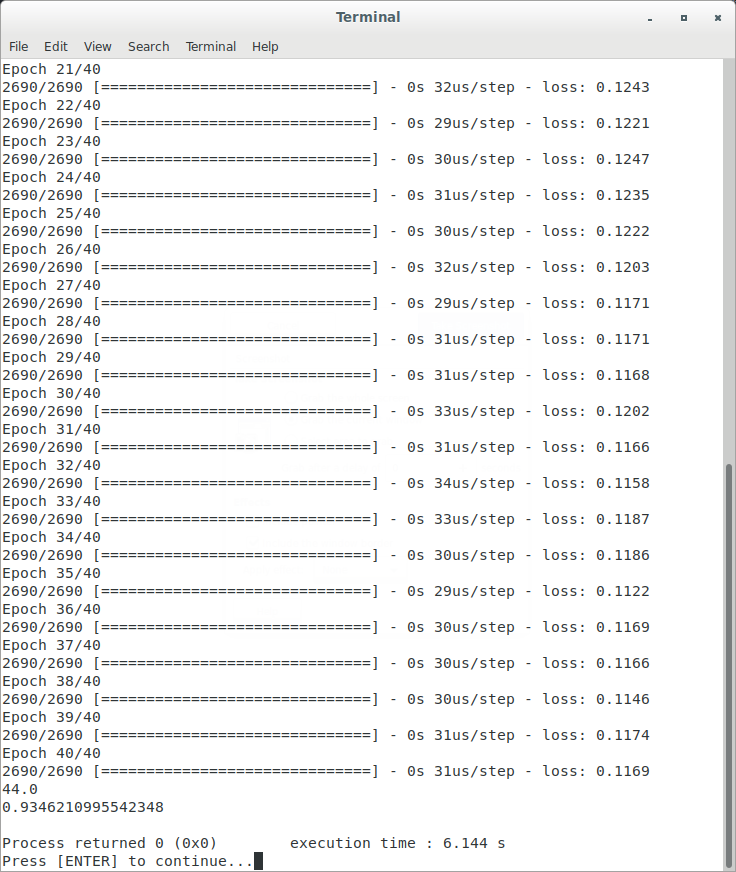 Terminal
File Edit View Search Terminal Help
Epoch 21/40
2690/2690 [==============================] - 0s 32us/step - loss: 0.1243
Epoch 22/40
2690/2690 [==============================] - 0s 29us/step - loss: 0.1221
Epoch 23/40
2690/2690 [==============================] - 0s 30us/step - loss: 0.1247
Epoch 24/40
2690/2690 [==============================] - 0s 31us/step - loss: 0.1235
Epoch 25/40
2690/2690 [==============================] - 0s 30us/step - loss: 0.1222
Epoch 26/40
2690/2690 [==============================] - 0s 32us/step - loss: 0.1203
Epoch 27/40
2690/2690 [==============================] - 0s 29us/step - loss: 0.1171
Epoch 28/40
2690/2690 [==============================] - 0s 31us/step - loss: 0.1171
Epoch 29/40
2690/2690 [==============================] - 0s 31us/step - loss: 0.1168
Epoch 30/40
2690/2690 [==============================] - 0s 33us/step - loss: 0.1202
Epoch 31/40
2690/2690 [==============================] - 0s 31us/step - loss: 0.1166
Epoch 32/40
2690/2690 [==============================] - 0s 34us/step - loss: 0.1158
Epoch 33/40
2690/2690 [==============================] - 0s 33us/step - loss: 0.1187
Epoch 34/40
2690/2690 [==============================] - 0s 30us/step - loss: 0.1186
Epoch 35/40
2690/2690 [==============================] - 0s 29us/step - loss: 0.1122
Epoch 36/40
2690/2690 [==============================] - 0s 30us/step - loss: 0.1169
Epoch 37/40
2690/2690 [==============================] - 0s 30us/step - loss: 0.1166
Epoch 38/40
2690/2690 [==============================] - 0s 30us/step - loss: 0.1146
Epoch 39/40
2690/2690 [==============================] - 0s 31us/step - loss: 0.1174
Epoch 40/40
2690/2690 [==============================] - 0s 31us/step - loss: 0.1169
44.0
0.9346210995542348
Process returned 0 (0x0)        execution time : 6.144 s
Press [ENTER] to continue...